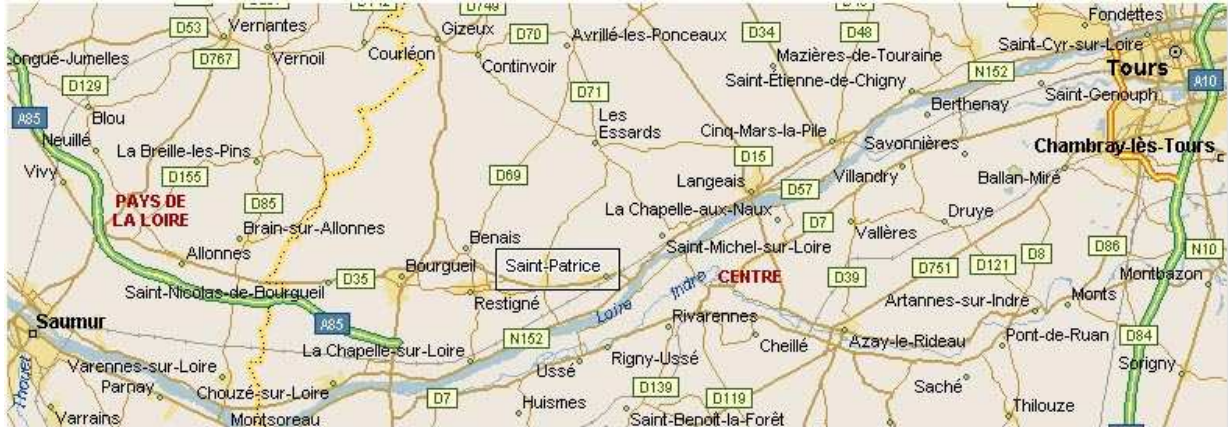 D53
Vernantes
D749
Gizeux
D70
Avrillé-les-Ponceaux
D34
D48
Fondettes
Saint-Cyr-sur-Loire
D767
Vernoil
Courléon
Continvoir
Mazières-de-Touraine
Saint-Etienne-de-Chigny
N152
Tours
ongué-Jumelles
D129
D71
Berthenay
Saint-Genouph
A10
A85
Blou
Les
Essards
Cinq-Mars-la-Pile
Neuillé
La Breille-les-Pins
D15
Savonnières
Chambray-lès-Tours
Vivy
D155
D69
Langeais
D57
Villandry
Ballan-Miré
PAYS DE
LA LOIRE
D85
La Chapelle-aux-Naux
D7
Druye
Brain-sur-Allonnes
Vallères
Allonnes
Benais
Saint-Michel-sur-Loire
D86
N10
D35
Bourgueil
Saint-Patrice
Indre
CENTRE
D39
D751
D121
D8
Montbazon
Saint-Nicolas-de-Bourgueil
Restigné
Loire
Artannes-sur-Indre
Monts
Saumur
A85
N152
Rivarennes
Cheillé
Azay-le-Rideau
Pont-de-Ruan
D84
La Chapelle-sur-Loire
Ussé
Rigny-Ussé
Sorigny
Thouet
Varennes-sur-Loire
Parnay
Chouzé-sur-Loire
D7
D139
D119
Saché
Huismes
Varrains
Montsoreau
Saint-Benoît-la-Forêt
Thilouze